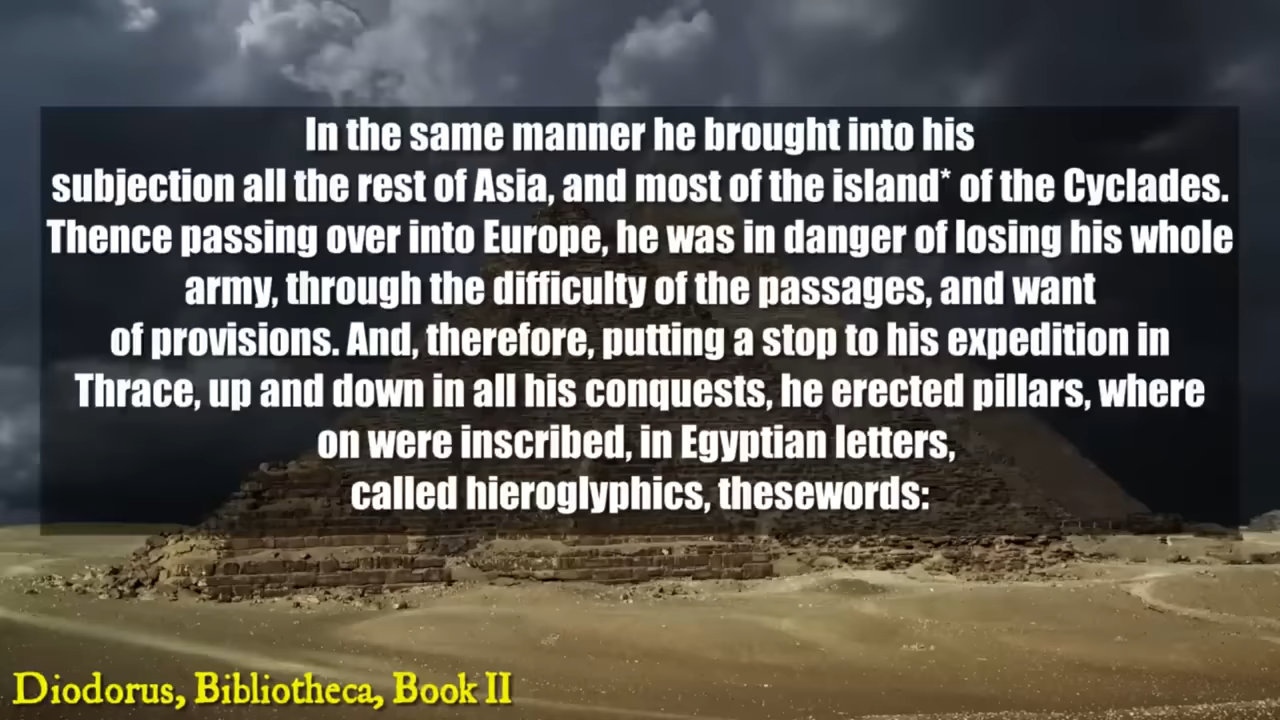 In the same manner he brought into his
subjection all the rest of Asia, and most of the island* of the Cyclades.
Thence passing over into Europe, he was in danger of losing his whole
army, through the difficulty of the passages, and want
of provisions. And, therefore, putting a stop to his expedition in
Thrace, up and down in all his conquests, he erected pillars, where
on were inscribed, in Egyptian letters,
called hieroglyphics, thesewords:
Diodorus, Bibliotheca, Book II